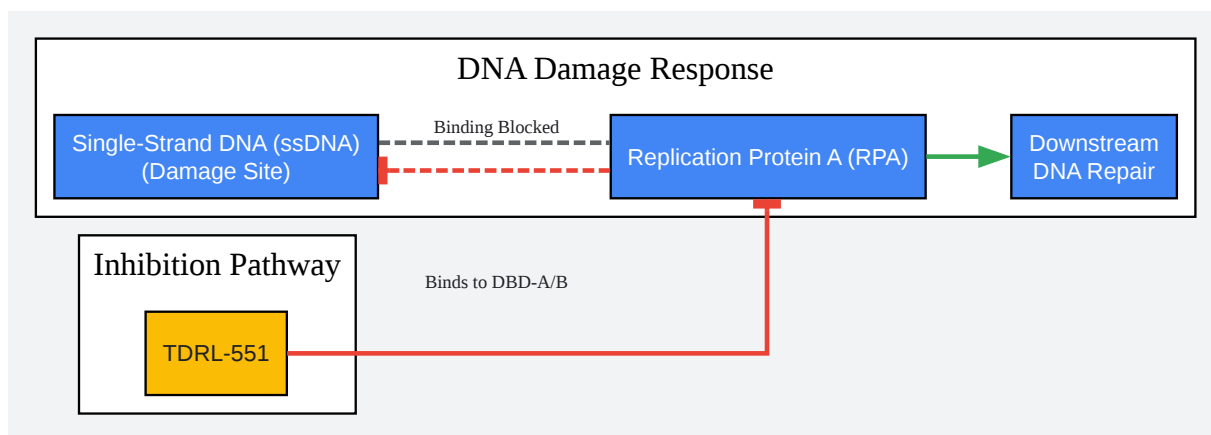 DNA Damage Response
Single-Strand DNA (ssDNA)
(Damage Site)
Binding Blocked
Replication Protein A (RPA)
Downstream
DNA Repair
Inhibition Pathway
Binds to DBD-A/B
TDRL-551